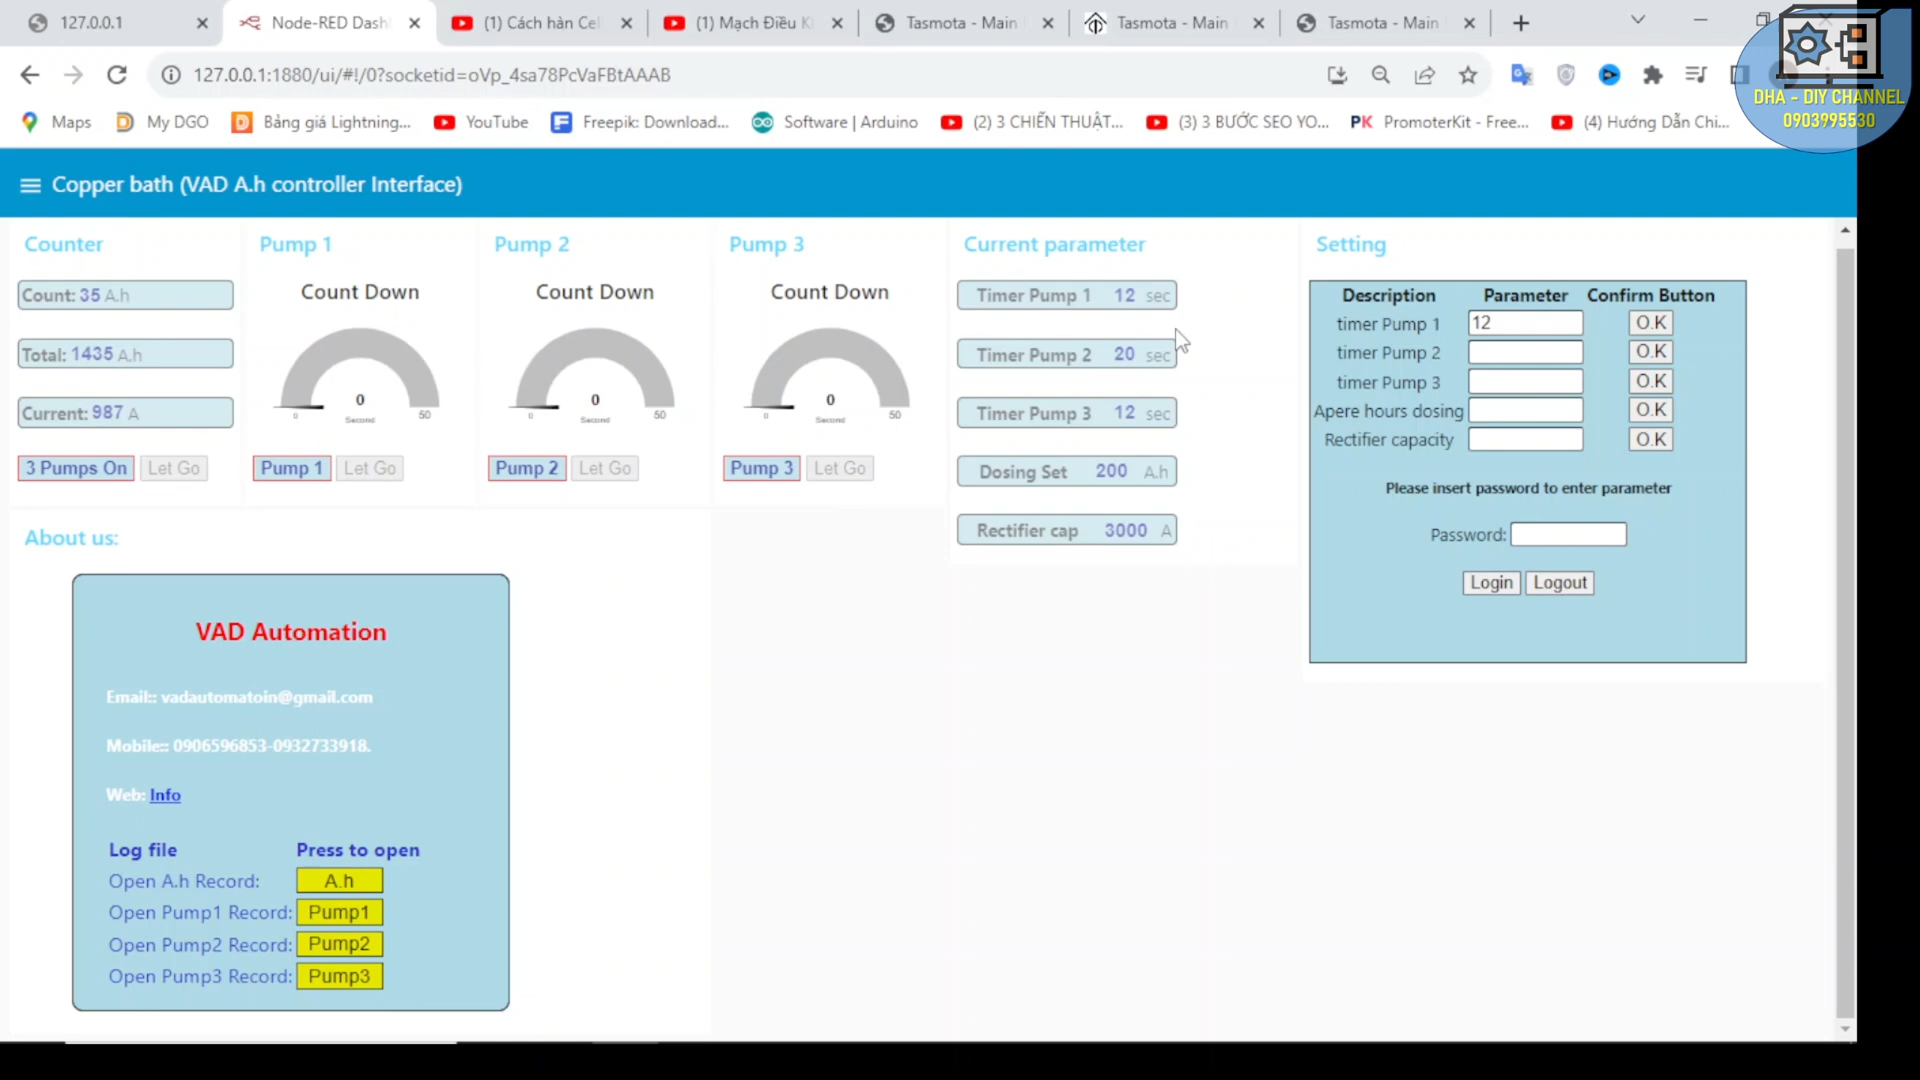 127.0.0.1
Node-RED Dash
(1) Cách hàn Cel
(1) Mạch Điều K
Tasmota - Main
Tasmota - Main
Tasmota - Main
127.0.0.1:1880/ui/#!/0?socketid=oVp_4sa78PcVaFBtAAAB
DHA - DIY CHANNEL
0903995530
Maps
My DGO
Bảng giá Lightning...
YouTube
Freepik: Download...
Software | Arduino
(2) 3 CHIẾN THUẬT...
(3) 3 BƯỚC SEO YO...
PK PromoterKit - Free...
(4) Hướng Dẫn Chi...
Copper bath (VAD A.h controller Interface)
Counter
Count: 35 A.h
Total: 1435 A.h
Current: 987 A
3 Pumps On Let Go
Pump 1
Count Down
0
Second
0 50
Pump 1 Let Go
Pump 2
Count Down
0
Second
0 50
Pump 2 Let Go
Pump 3
Count Down
0
Second
0 50
Pump 3 Let Go
Current parameter
Timer Pump 1 12 sec
Timer Pump 2 20 sec
Timer Pump 3 12 sec
Dosing Set 200 A.h
Rectifier cap 3000 A
Setting
Description Parameter Confirm Button
timer Pump 1 12 O.K
timer Pump 2 O.K
timer Pump 3 O.K
Apere hours dosing O.K
Rectifier capacity O.K
Please insert password to enter parameter
Password:
Login Logout
About us:
VAD Automation
Email:: vadautomatoin@gmail.com
Mobile:: 0906596853-0932733918.
Web: Info
Log file Press to open
Open A.h Record: A.h
Open Pump1 Record: Pump1
Open Pump2 Record: Pump2
Open Pump3 Record: Pump3